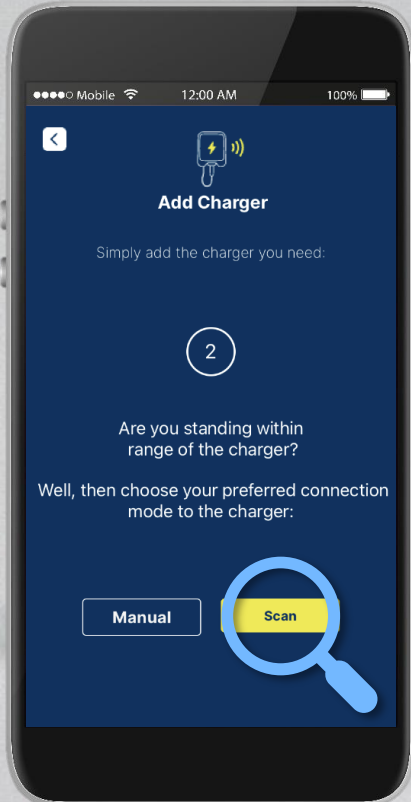 Mobile 12:00 AM 100%
Add Charger
Simply add the charger you need:
2
Are you standing within
range of the charger?
Well, then choose your preferred connection
mode to the charger:
Manual Scan